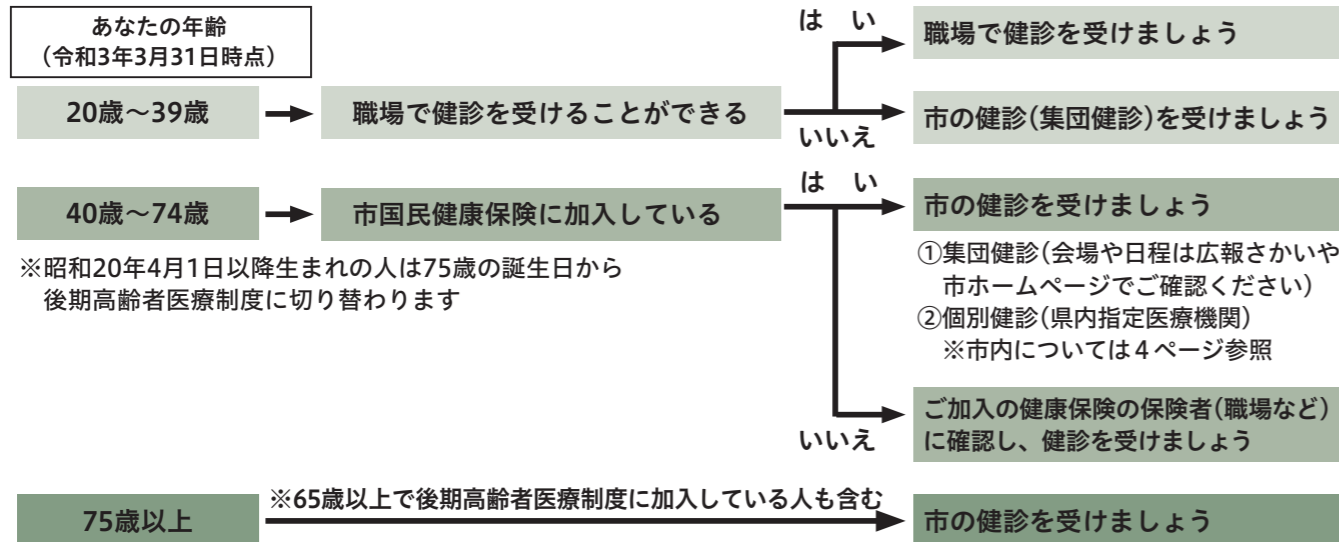 あなたの年齢
(令和3年3月31日時点)
20歳〜39歳
職場で健診を受けることができる
は い
職場で健診を受けましょう
いいえ
市の健診(集団健診)を受けましょう
40歳〜74歳
市国民健康保険に加入している
は い
市の健診を受けましょう
①集団健診(会場や日程は広報さかいや
市ホームページでご確認ください)
②個別健診(県内指定医療機関)
※市内については4ページ参照
※昭和20年4月1日以降生まれの人は75歳の誕生日から
後期高齢者医療制度に切り替わります
いいえ
ご加入の健康保険の保険者(職場など)
に確認し、健診を受けましょう
75歳以上
※65歳以上で後期高齢者医療制度に加入している人も含む
市の健診を受けましょう